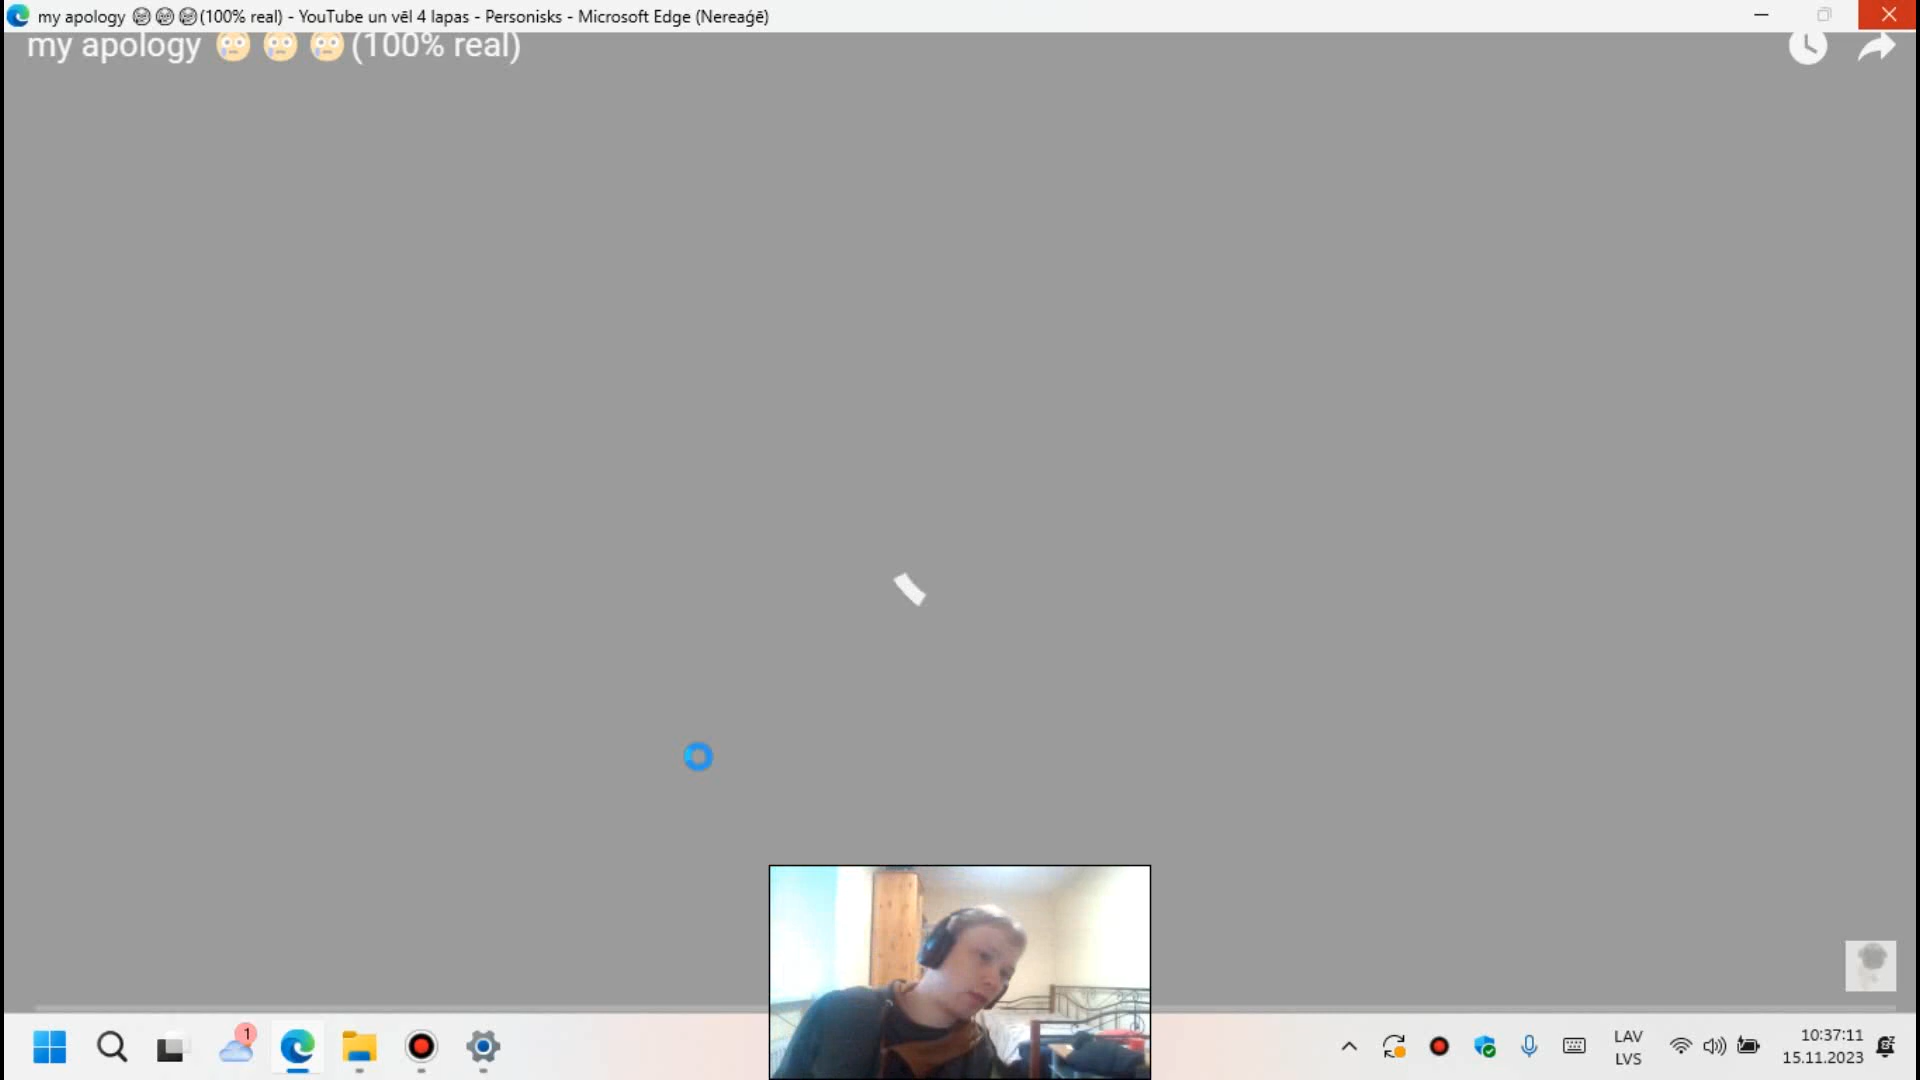 my apology 😢😢😢(100% real) - YouTube un vēl 4 lapas - Personisks - Microsoft Edge (Nereaģē)
my apology 😢 😢 😢(100% real)
1
LAV
LVS
10:37:11
15.11.2023